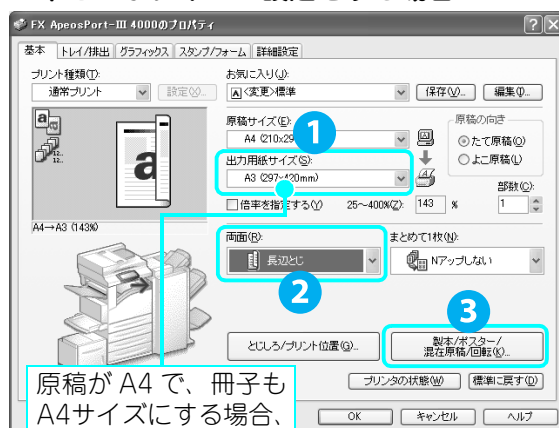 FX ApeosPort-III 4000のプロパティ
基本 トレイ/排出 グラフィックス スタンプ/フォーム 詳細設定
プリント種類(T):
通常プリント
設定(X)...
お気に入り(J):
<変更>標準
保存(V)...
編集(I)...
原稿サイズ(E):
A4 (210x29
1
出力用紙サイズ(S):
A3 (297x420mm)
原稿の向き
たて原稿(O)
よこ原稿(L)
倍率を指定する(Y) 25~400%(Z): 143 %
部数(C):
1
A4→A3 (143%)
両面(R):
長辺とじ
2
まとめて1枚(N):
Nアップしない
3
とじしろ/プリント位置(G)...
製本/ポスター/
混在原稿/回転(K)...
プリンタの状態(W)
標準に戻す(D)
OK
キャンセル
ヘルプ
原稿が A4 で、冊子も
A4サイズにする場合、